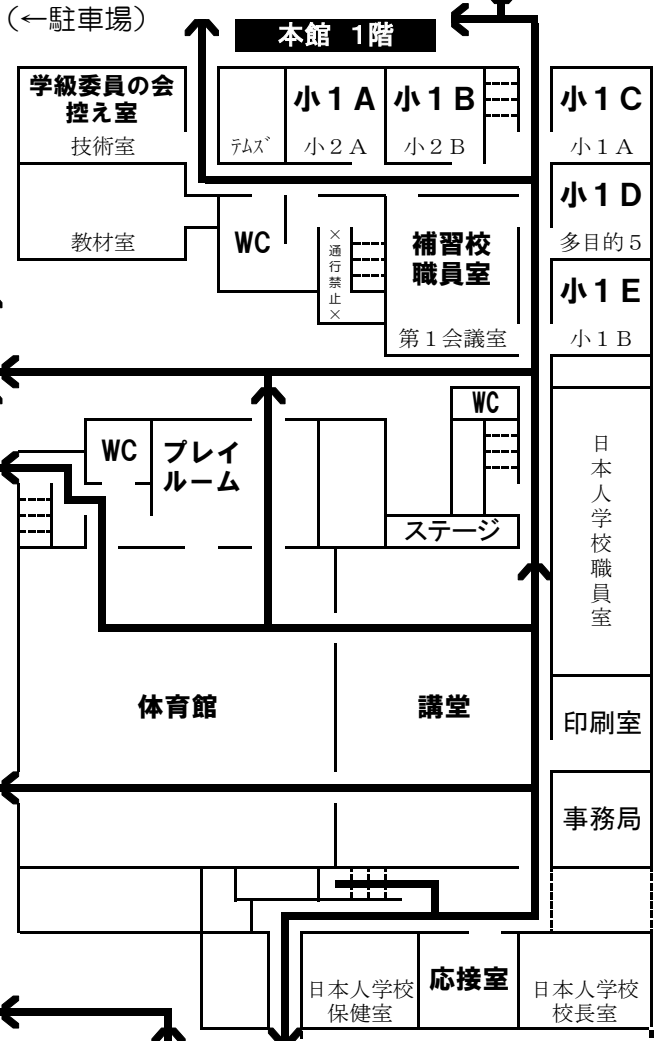 (←駐車場)
本館 1階
学級委員の会
控え室
技術室
テムズ
小1A
小2A
小1B
小2B
小1C
小1A
教材室
WC
×通行禁止×
補習校
職員室
第1会議室
小1D
多目的5
小1E
小1B
WC
WC
プレイ
ルーム
ステージ
日本人学校職員室
体育館
講堂
印刷室
事務局
日本人学校
保健室
応接室
日本人学校
校長室